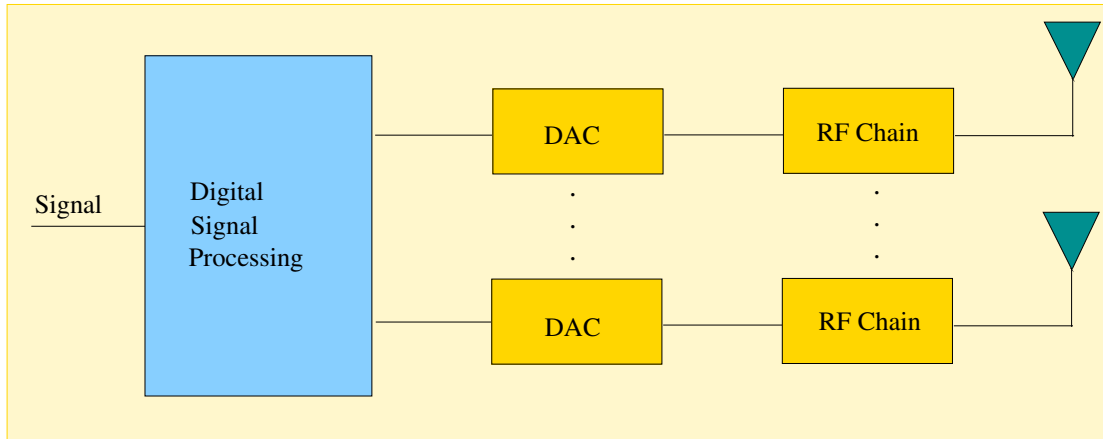 DAC
RF Chain
Signal
Digital
Signal
Processing
DAC
RF Chain